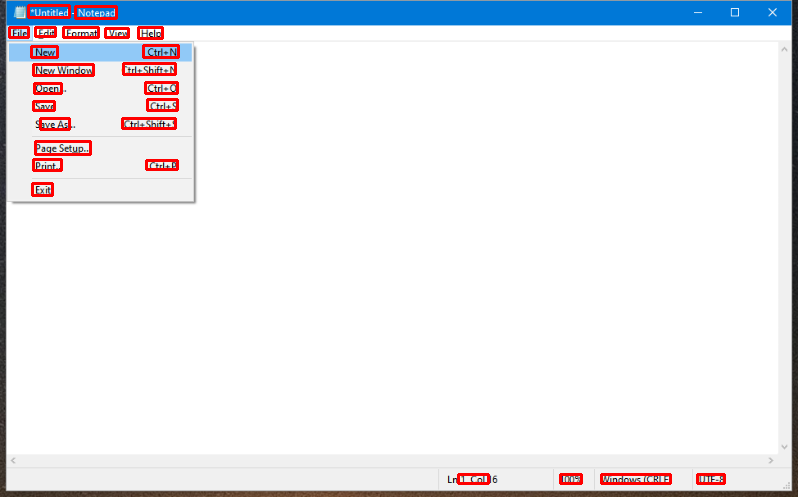 *Untitled - Notepad
File Edit Format View Help
New Ctrl+N
New Window Ctrl+Shift+N
Open... Ctrl+O
Save Ctrl+S
Save As... Ctrl+Shift+S
Page Setup...
Print... Ctrl+P
Exit
Ln 1, Col 16 100% Windows (CRLF) UTF-8